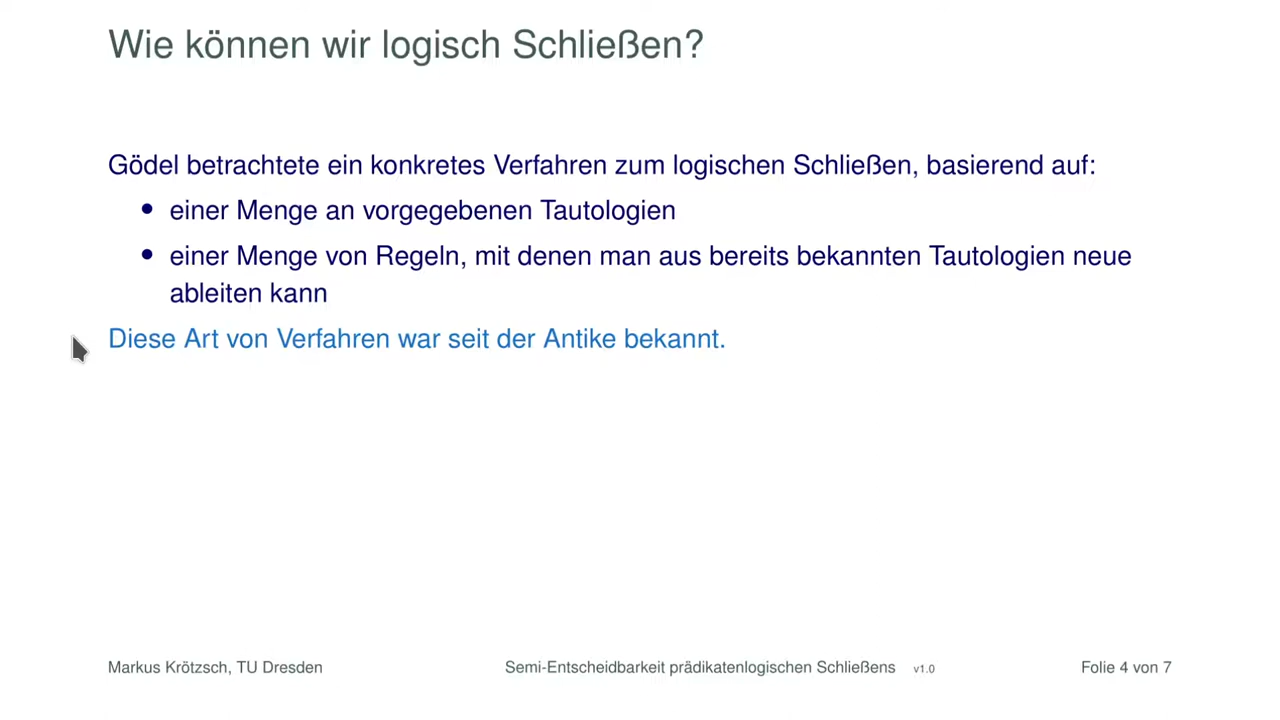 Wie können wir logisch Schließen?
Gödel betrachtete ein konkretes Verfahren zum logischen Schließen, basierend auf:
• einer Menge an vorgegebenen Tautologien
• einer Menge von Regeln, mit denen man aus bereits bekannten Tautologien neue
ableiten kann
Diese Art von Verfahren war seit der Antike bekannt.
Markus Krötzsch, TU Dresden Semi-Entscheidbarkeit prädikatenlogischen Schließens v1.0 Folie 4 von 7